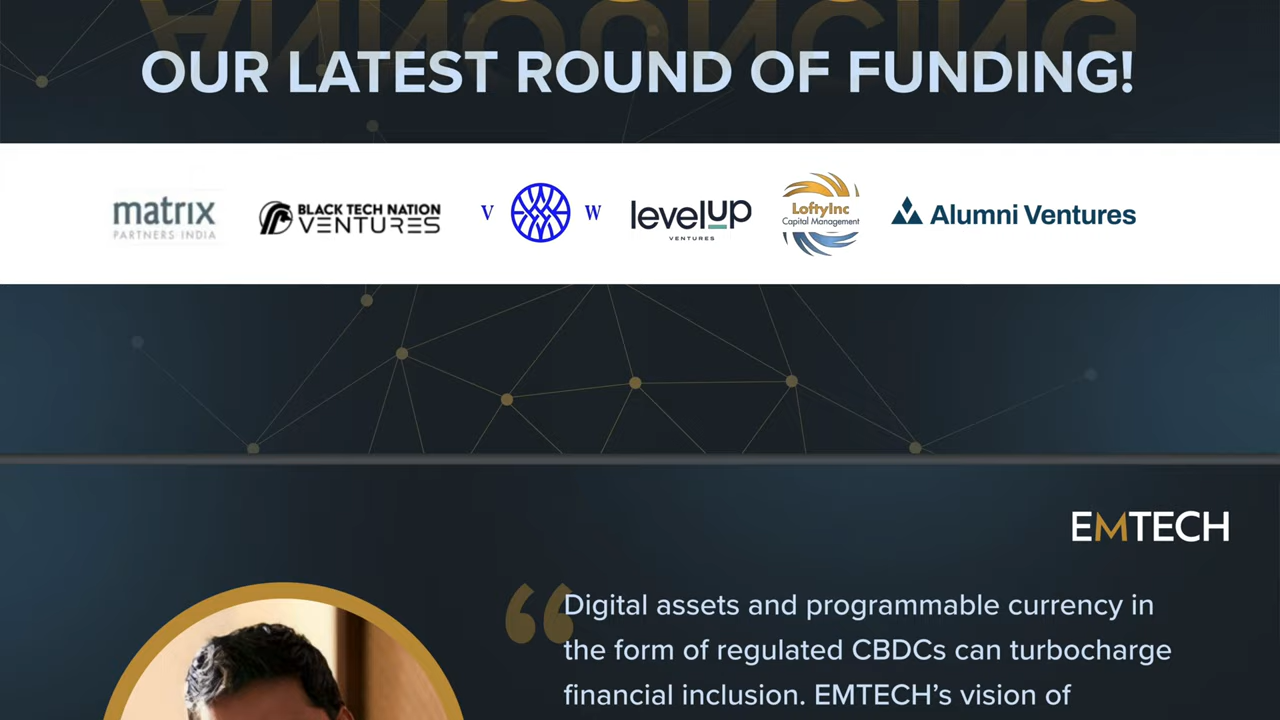 ANNOUNCING
OUR LATEST ROUND OF FUNDING!
matrix
PARTNERS INDIA
BLACK TECH NATION
VENTURES
V W
levelup
VENTURES
LoftyInc
Capital Management
Alumni Ventures
EMTECH
“Digital assets and programmable currency in
the form of regulated CBDCs can turbocharge
financial inclusion. EMTECH’s vision of